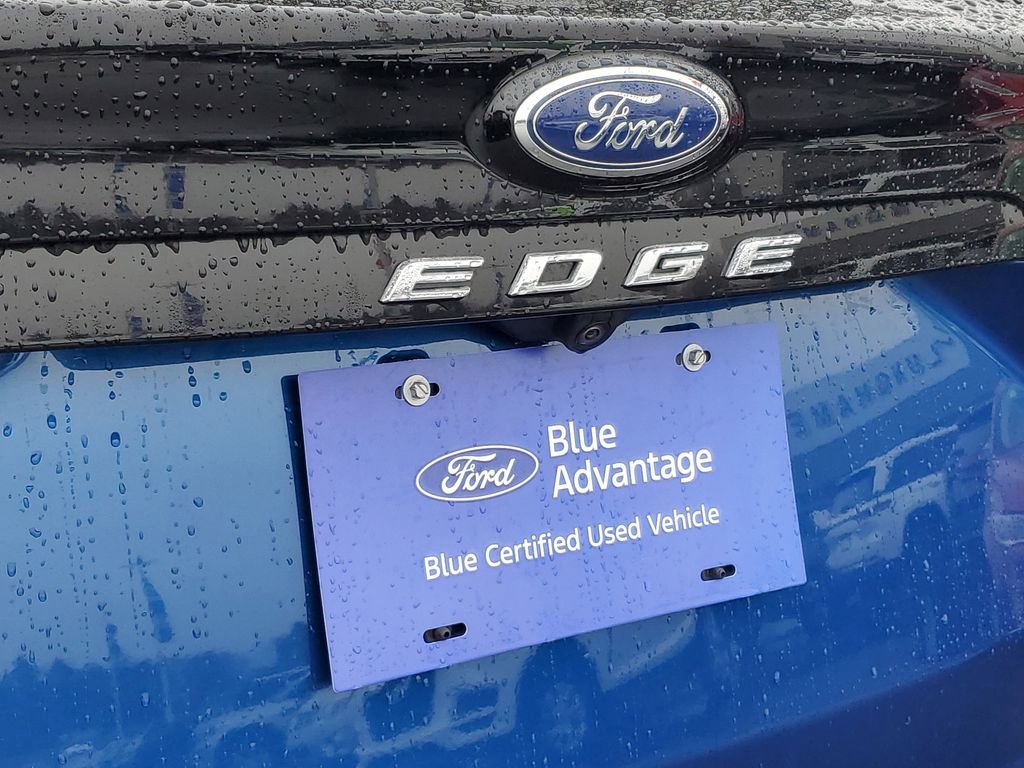 Ford
EDGE
Ford
Blue
Advantage
Blue Certified Used Vehicle